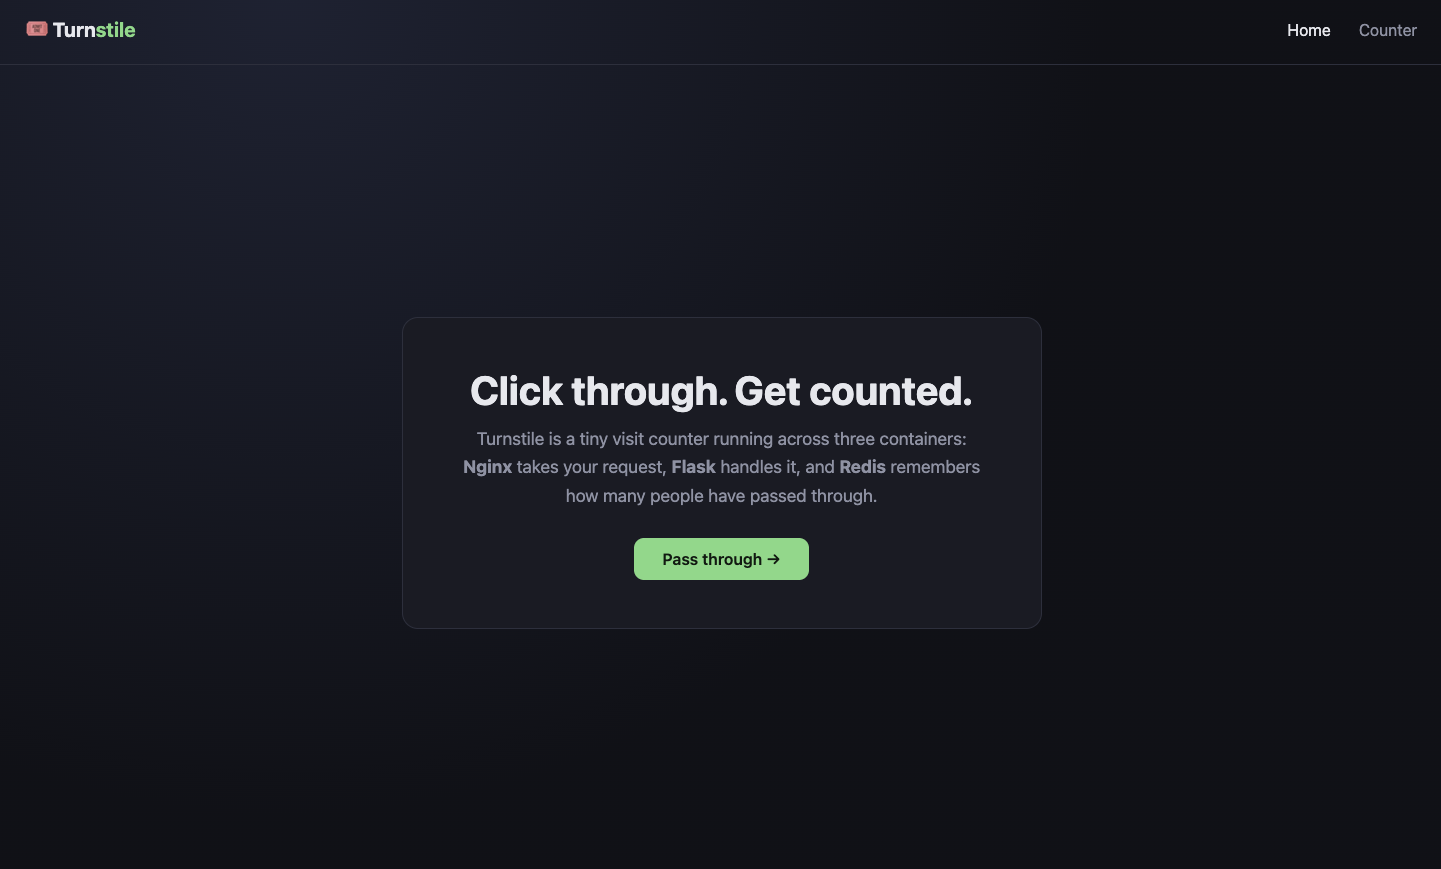 Turnstile
Home
Counter
Click through. Get counted.
Turnstile is a tiny visit counter running across three containers:
Nginx takes your request, Flask handles it, and Redis remembers
how many people have passed through.
Pass through →